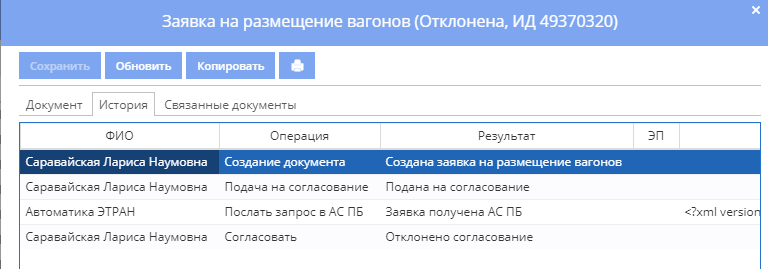 Заявка на размещение вагонов (Отклонена, ИД 49370320)
Сохранить Обновить Копировать
Документ История Связанные документы
ФИО Операция Результат ЭП
Саравайская Лариса Наумовна Создание документа Создана заявка на размещение вагонов
Саравайская Лариса Наумовна Подача на согласование Подана на согласование
Автоматика ЭТРАН Послать запрос в АС ПБ Заявка получена АС ПБ <?xml version
Саравайская Лариса Наумовна Согласовать Отклонено согласование